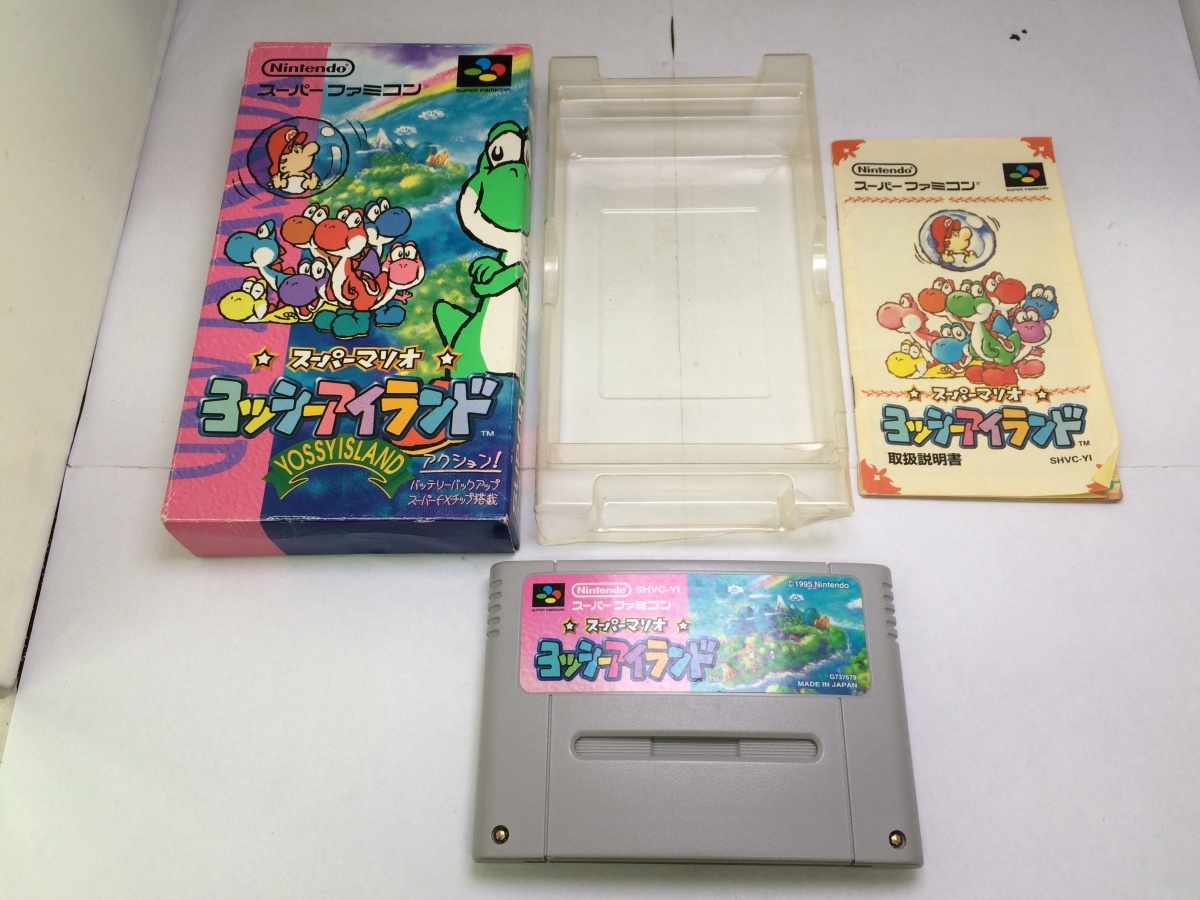 Nintendo
スーパーファミコン
SUPER FAMICOM
スーパーマリオ
ヨッシーアイランド
TM
YOSSY ISLAND
アクション!
バッテリーバックアップ
スーパーFXチップ搭載
Nintendo
スーパーファミコン®
SUPER FAMICOM
スーパーマリオ
ヨッシーアイランド
TM
取扱説明書
SHVC-YI
SUPER FAMICOM
Nintendo SHVC-YI
スーパーファミコン
© 1995 Nintendo
スーパーマリオ
ヨッシーアイランド
TM
G737679
MADE IN JAPAN